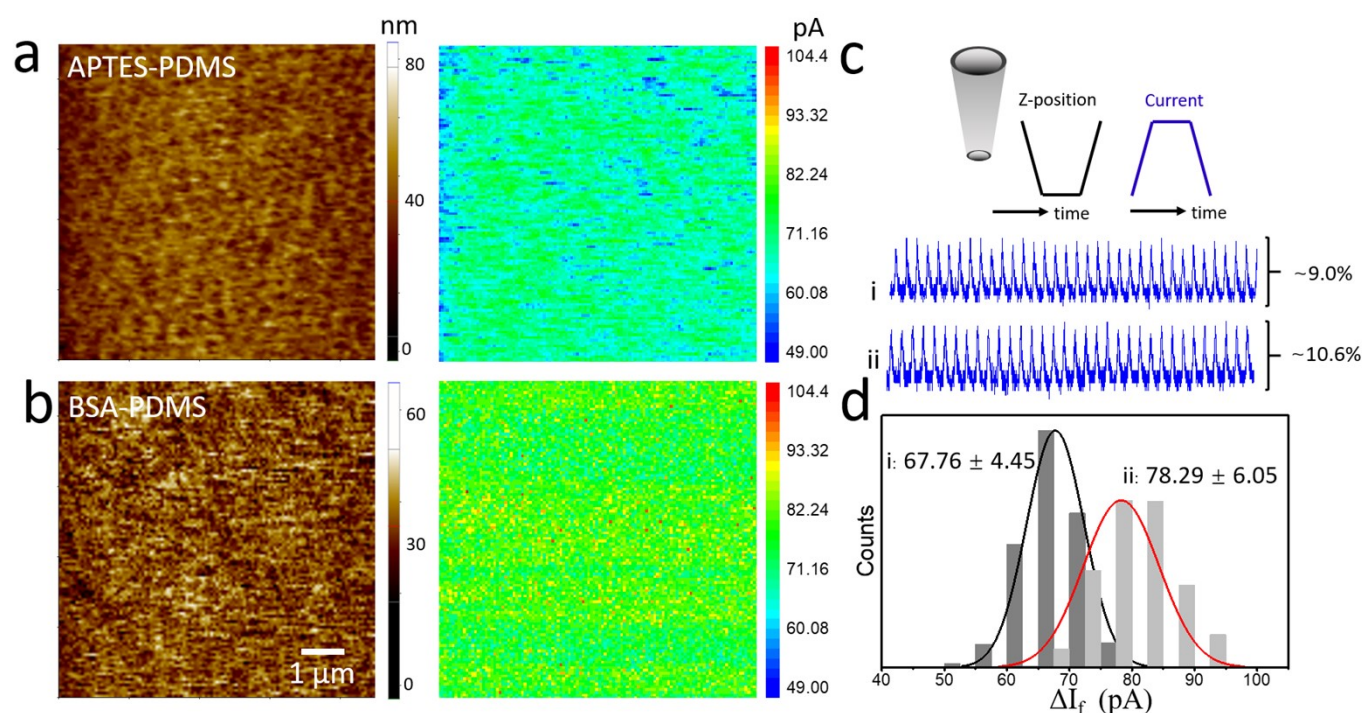 a
nm
pA
APTES-PDMS
80
40
0
104.4
93.32
82.24
71.16
60.08
49.00
b
BSA-PDMS
60
30
0
1 μm
104.4
93.32
82.24
71.16
60.08
49.00
c
Z-position
Current
time
time
i
~9.0%
ii
~10.6%
d
i: 67.76 ± 4.45
ii: 78.29 ± 6.05
Counts
40 50 60 70 80 90 100
ΔI_f (pA)